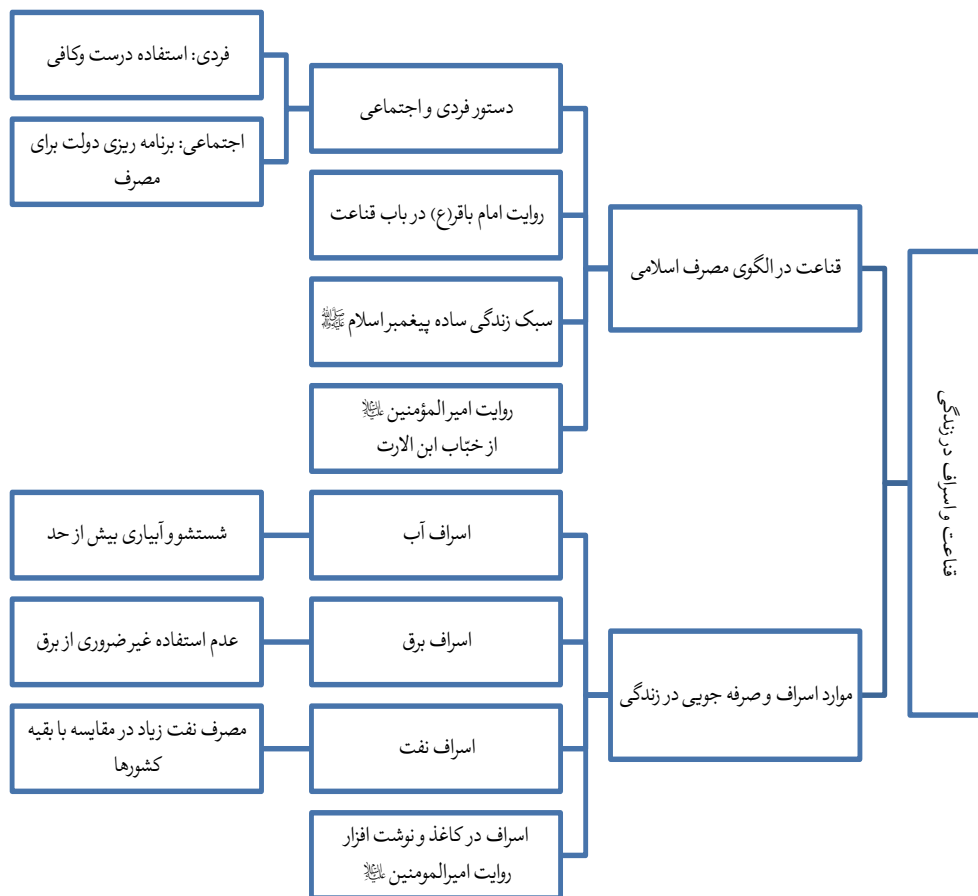 قناعت و اسراف در زندگی
قناعت در الگوی مصرف اسلامی
دستور فردی و اجتماعی
فردی: استفاده درست وکافی
اجتماعی: برنامه ریزی دولت برای
مصرف
روایت امام باقر(ع) در باب قناعت
سبک زندگی ساده پیغمبر اسلام ﷺ
روایت امیر المؤمنین علیه‌السلام
از خبّاب ابن الارت
موارد اسراف و صرفه جویی در زندگی
اسراف آب
شستشو و آبیاری بیش از حد
اسراف برق
عدم استفاده غیر ضروری از برق
اسراف نفت
مصرف نفت زیاد در مقایسه با بقیه
کشورها
اسراف در کاغذ و نوشت افزار
روایت امیرالمومنین علیه‌السلام